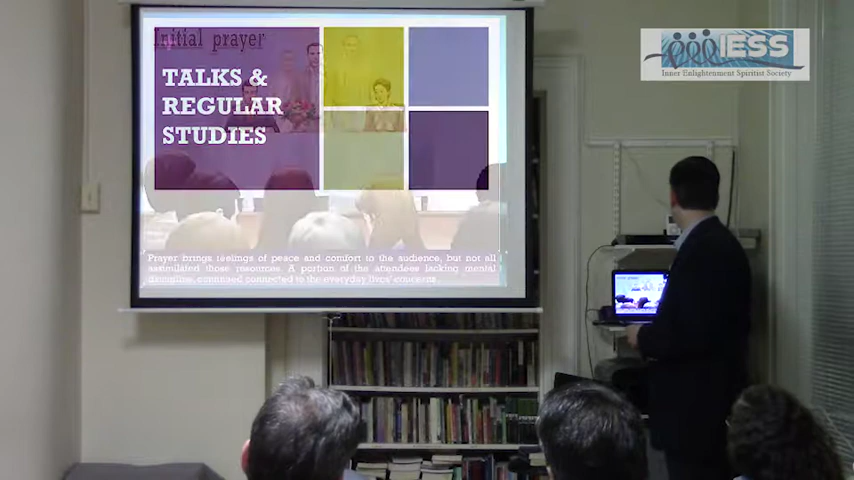 Initial prayer
TALKS &
REGULAR
STUDIES
IESS
Inner Enlightenment Spiritist Society
Prayer brings feelings of peace and comfort to the audience, but not all
assimilated those resources. A portion of the attendees lacking mental
discipline, continued connected to the everyday lives' concerns.